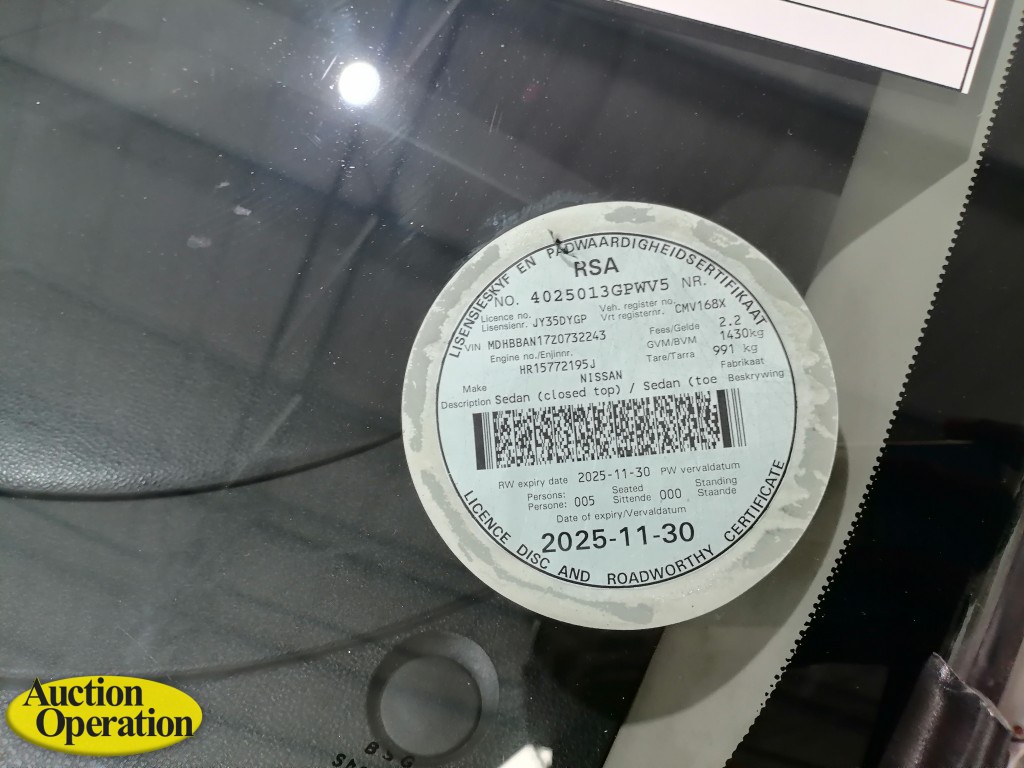 LISENSIESKYF EN PADWAARDIGHEIDSERTIFIKAAT
RSA
NO. 4025013GPWV5 NR.
Licence no. Veh. register no.
Lisensienr. JY35DYGP Vrt registernr. CMV168X
VIN MDHBBAN17Z0732243 Fees/Gelde 2.2
Engine no./Enjinnr. GVM/BVM 1430kg
HR15772195J Tare/Tarra 991 kg
Make NISSAN Fabrikaat
Description Sedan (closed top) / Sedan (toe Beskrywing
RW expiry date 2025-11-30 PW vervaldatum
Persons: Seated Standing
Persone: 005 Sittende 000 Staande
Date of expiry/Vervaldatum
2025-11-30
LICENCE DISC AND ROADWORTHY CERTIFICATE
Auction
Operation